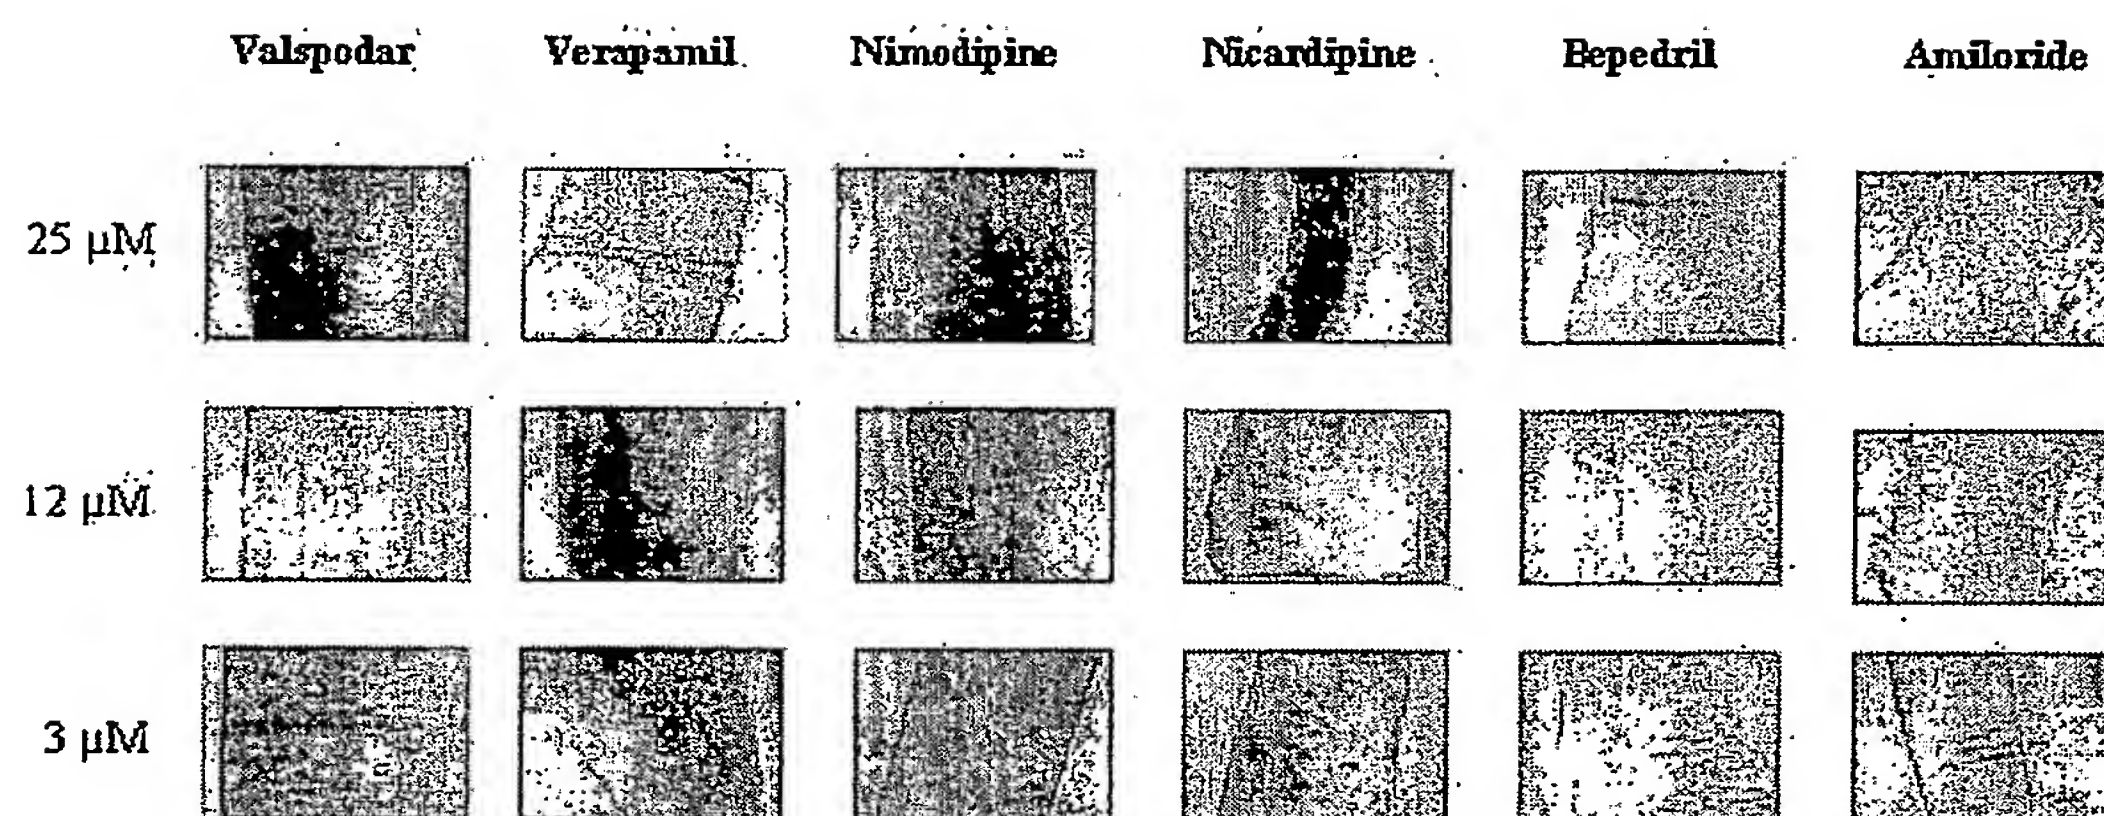 Valspodar Verapamil Nimodipine Nicardipine Bepedril Amiloride
25 µM
12 µM
3 µM